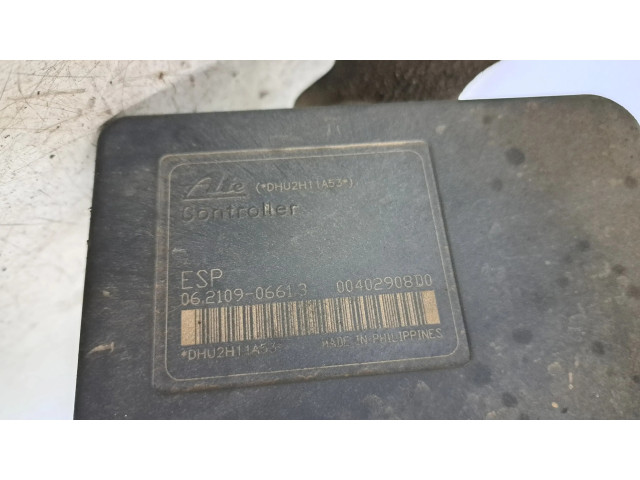 Ate (*DHU2H11A53*)
Controller
ESP
06.2109-0661.3 00402908D0
*DHU2H11A53*
MADE IN PHILIPPINES